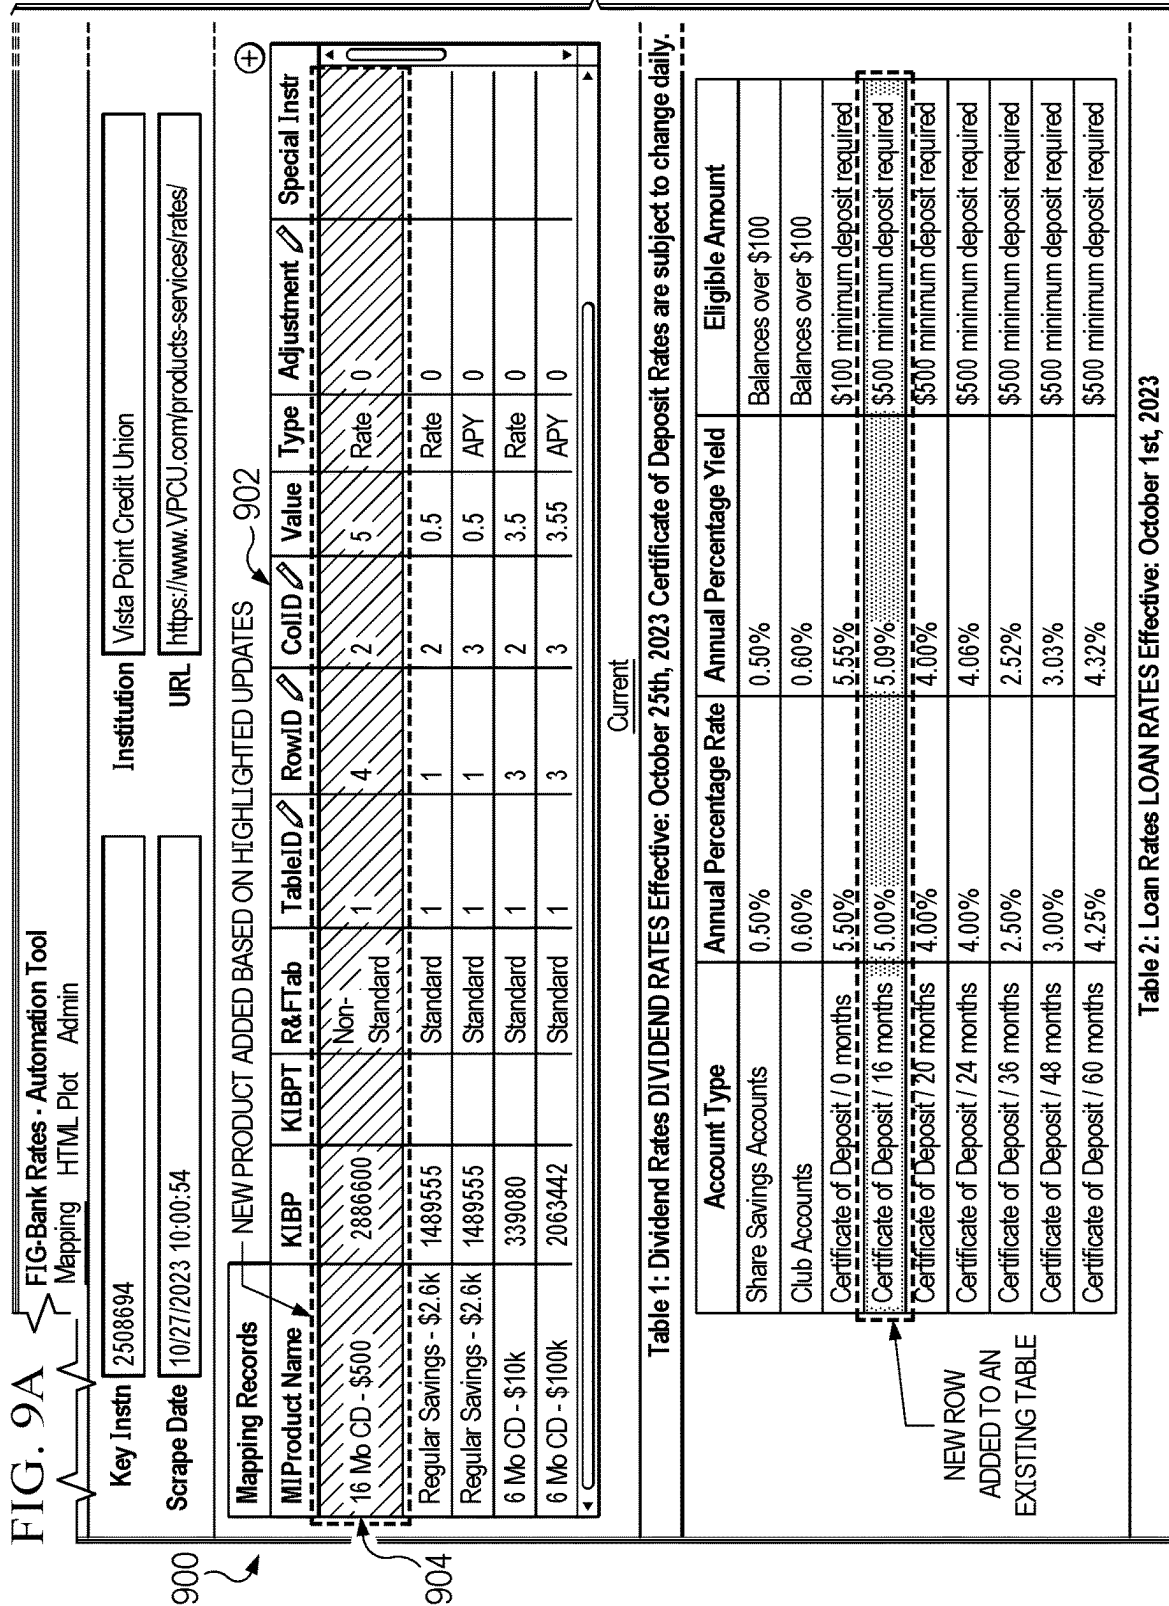 FIG. 9A
FIG-Bank Rates - Automation Tool
Mapping HTML Plot Admin
Key Instn 2508694 Institution Vista Point Credit Union
Scrape Date 10/27/2023 10:00:54 URL https://www.VPCU.com/products-services/rates/
900
NEW PRODUCT ADDED BASED ON HIGHLIGHTED UPDATES 902
Mapping Records
MIProduct Name KIBP KIBPT R&FTab TableID RowID ColID Value Type Adjustment Special Instr
16 Mo CD - $500 2886600 Non-Standard 1 4 2 5 Rate 0
Regular Savings - $2.6k 1489555 Standard 1 1 2 0.5 Rate 0
Regular Savings - $2.6k 1489555 Standard 1 1 3 0.5 APY 0
6 Mo CD - $10k 339080 Standard 1 3 2 3.5 Rate 0
6 Mo CD - $100k 2063442 Standard 1 3 3 3.55 APY 0
904
Current
Table 1: Dividend Rates DIVIDEND RATES Effective: October 25th, 2023 Certificate of Deposit Rates are subject to change daily.
Account Type Annual Percentage Rate Annual Percentage Yield Eligible Amount
Share Savings Accounts 0.50% 0.50% Balances over $100
Club Accounts 0.60% 0.60% Balances over $100
Certificate of Deposit / 0 months 5.50% 5.55% $100 minimum deposit required
Certificate of Deposit / 16 months 5.00% 5.09% $500 minimum deposit required
Certificate of Deposit / 20 months 4.00% 4.00% $500 minimum deposit required
Certificate of Deposit / 24 months 4.00% 4.06% $500 minimum deposit required
Certificate of Deposit / 36 months 2.50% 2.52% $500 minimum deposit required
Certificate of Deposit / 48 months 3.00% 3.03% $500 minimum deposit required
Certificate of Deposit / 60 months 4.25% 4.32% $500 minimum deposit required
NEW ROW
ADDED TO AN
EXISTING TABLE
Table 2: Loan Rates LOAN RATES Effective: October 1st, 2023